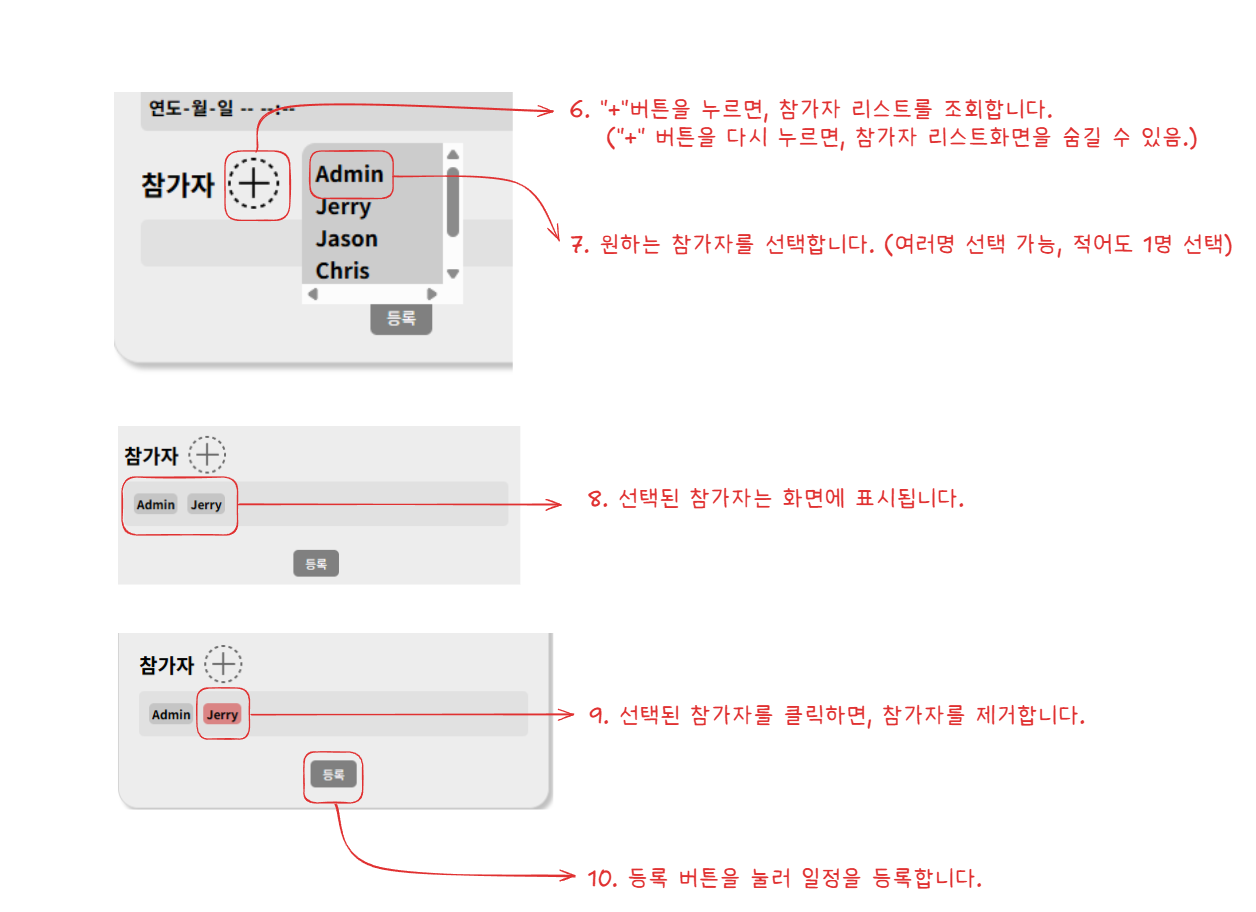 연도-월-일 -- --:--
6. "+"버튼을 누르면, 참가자 리스트를 조회합니다.
("+" 버튼을 다시 누르면, 참가자 리스트화면을 숨길 수 있음.)
참가자
Admin
Jerry
Jason
Chris
7. 원하는 참가자를 선택합니다. (여러명 선택 가능, 적어도 1명 선택)
등록
참가자
Admin Jerry
8. 선택된 참가자는 화면에 표시됩니다.
등록
참가자
Admin Jerry
9. 선택된 참가자를 클릭하면, 참가자를 제거합니다.
등록
10. 등록 버튼을 눌러 일정을 등록합니다.